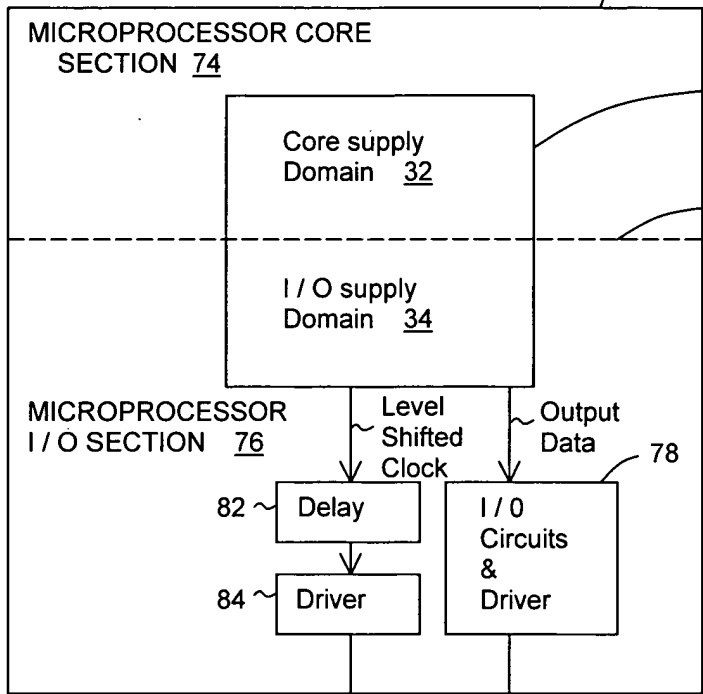 MICROPROCESSOR CORE
SECTION 74
Core supply
Domain 32
I / O supply
Domain 34
MICROPROCESSOR
I / O SECTION 76
Level
Shifted
Clock
Output
Data
78
82
Delay
I / 0
Circuits
&
Driver
84
Driver